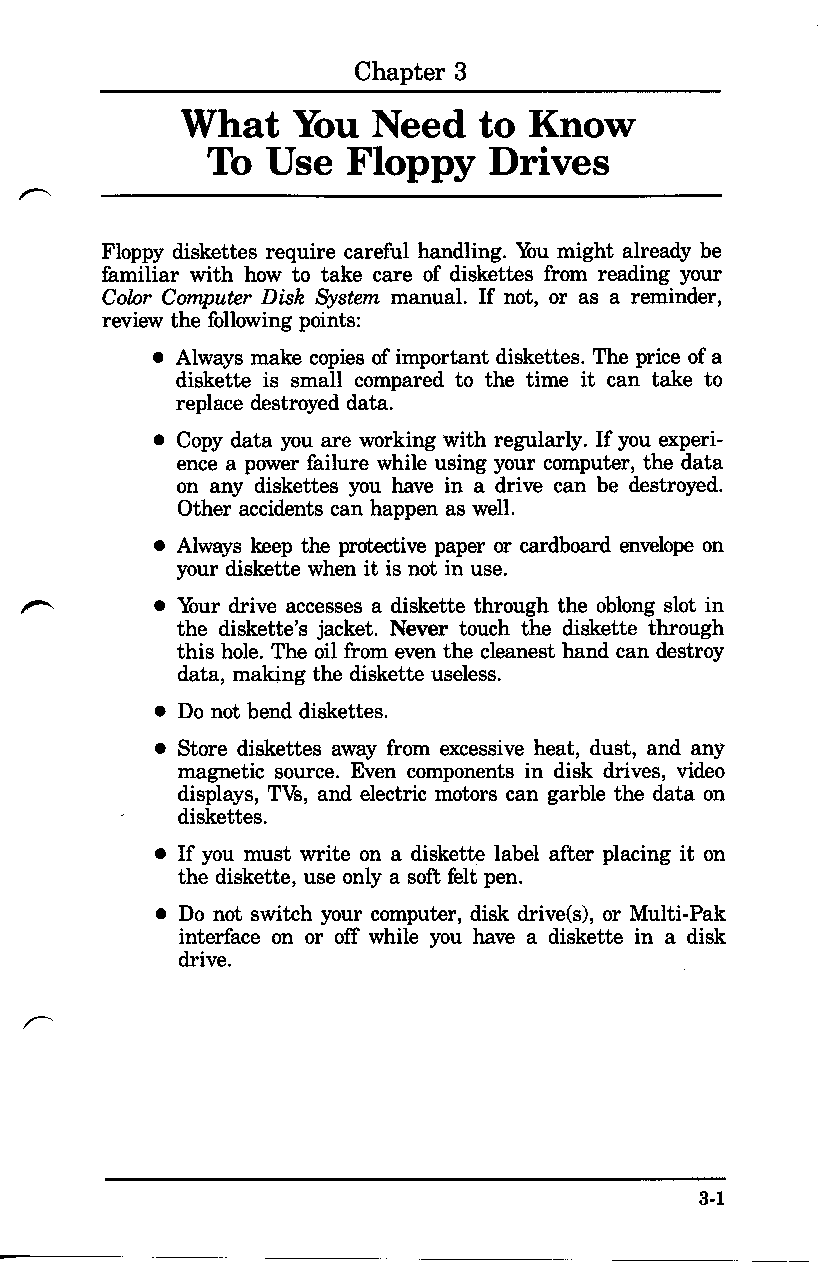 Chapter 3
What You Need to Know
To Use Floppy Drives
Floppy diskettes require careful handling. You might already be
familiar with how to take care of diskettes from reading your
Color Computer Disk System manual. If not, or as a reminder,
review the following points:
● Always make copies of important diskettes. The price of a
diskette is small compared to the time it can take to
replace destroyed data.
● Copy data you are working with regularly. If you experi-
ence a power failure while using your computer, the data
on any diskettes you have in a drive can be destroyed.
Other accidents can happen as well.
● Always keep the protective paper or cardboard envelope on
your diskette when it is not in use.
● Your drive accesses a diskette through the oblong slot in
the diskette's jacket. Never touch the diskette through
this hole. The oil from even the cleanest hand can destroy
data, making the diskette useless.
● Do not bend diskettes.
● Store diskettes away from excessive heat, dust, and any
magnetic source. Even components in disk drives, video
displays, TVs, and electric motors can garble the data on
diskettes.
● If you must write on a diskette label after placing it on
the diskette, use only a soft felt pen.
● Do not switch your computer, disk drive(s), or Multi-Pak
interface on or off while you have a diskette in a disk
drive.
3-1